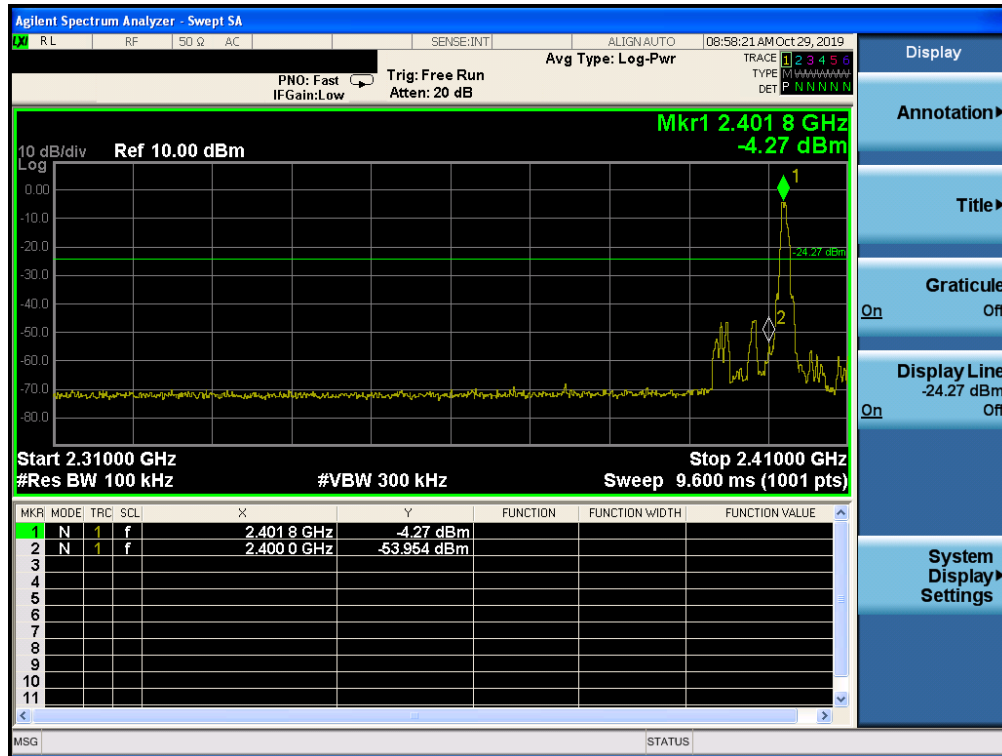 Agilent Spectrum Analyzer - Swept SA
LXI RL RF 50 Ω AC SENSE:INT ALIGN AUTO 08:58:21 AM Oct 29, 2019
Display
PNO: Fast
IFGain:Low
Trig: Free Run
Atten: 20 dB
Avg Type: Log-Pwr
TRACE 1 2 3 4 5 6
TYPE M WWWWW
DET P N N N N N
Mkr1 2.401 8 GHz
-4.27 dBm
10 dB/div Ref 10.00 dBm
Log
0.00
-10.0
-20.0
-30.0
-40.0
-50.0
-60.0
-70.0
-80.0
1
-24.27 dBm
2
Start 2.31000 GHz Stop 2.41000 GHz
#Res BW 100 kHz #VBW 300 kHz Sweep 9.600 ms (1001 pts)
MKR MODE TRC SCL X Y FUNCTION FUNCTION WIDTH FUNCTION VALUE
1 N 1 f 2.401 8 GHz -4.27 dBm
2 N 1 f 2.400 0 GHz -53.954 dBm
3
4
5
6
7
8
9
10
11
MSG STATUS
Annotation
Title
Graticule
On Off
Display Line
-24.27 dBm
On Off
System
Display
Settings